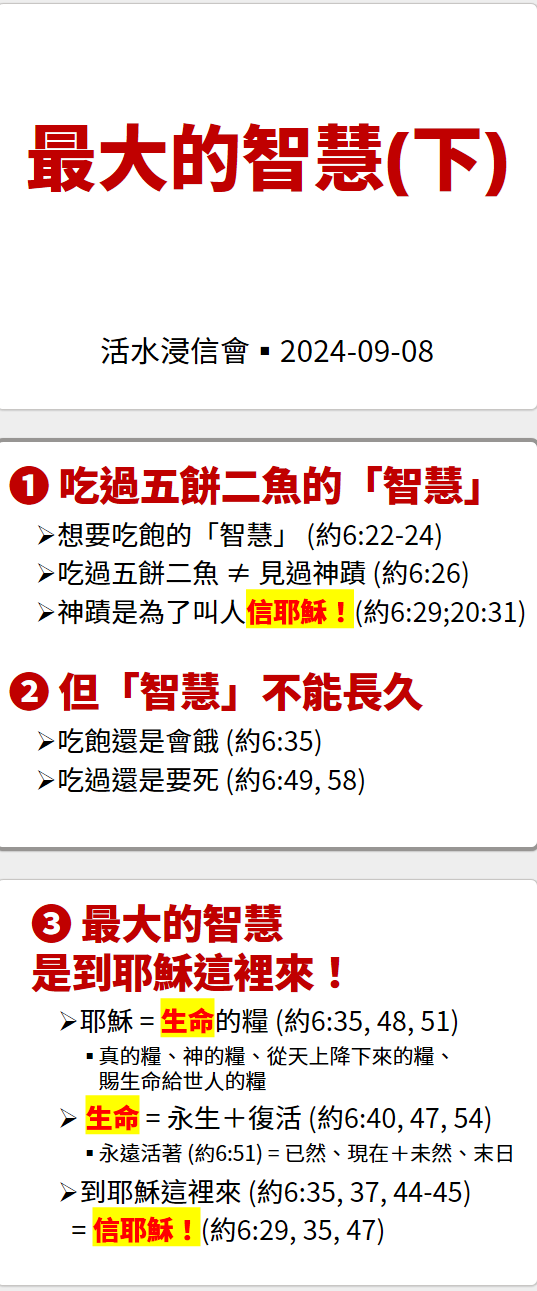 最大的智慧(下)
活水浸信會 ▪ 2024-09-08
❶ 吃過五餅二魚的「智慧」
➢想要吃飽的「智慧」 (約6:22-24)
➢吃過五餅二魚 ≠ 見過神蹟 (約6:26)
➢神蹟是為了叫人信耶穌！(約6:29;20:31)
❷ 但「智慧」不能長久
➢吃飽還是會餓 (約6:35)
➢吃過還是要死 (約6:49, 58)
❸ 最大的智慧
是到耶穌這裡來！
➢耶穌 = 生命的糧 (約6:35, 48, 51)
▪ 真的糧、神的糧、從天上降下來的糧、
賜生命給世人的糧
➢ 生命 = 永生＋復活 (約6:40, 47, 54)
▪ 永遠活著 (約6:51) = 已然、現在＋未然、末日
➢到耶穌這裡來 (約6:35, 37, 44-45)
= 信耶穌！(約6:29, 35, 47)